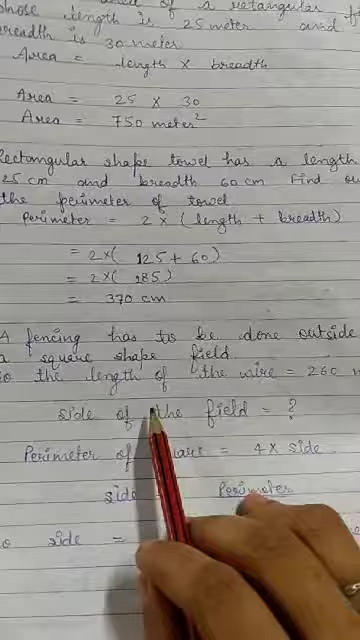 length is 25 meter and
breadth is 30 meter
Area = length × breadth
Area = 25 × 30
Area = 750 meter²
Rectangular shape towel has a length
25 cm and breadth 60 cm Find ou
the perimeter of towel
Perimeter = 2 × ( length + breadth)
= 2×( 125 + 60)
= 2×( 185)
= 370 cm
A fencing has to be done outside
a square shape field.
so the length of the wire = 260 m
side of the field = ?
Perimeter of = 4 × side
side Perimeter
side =